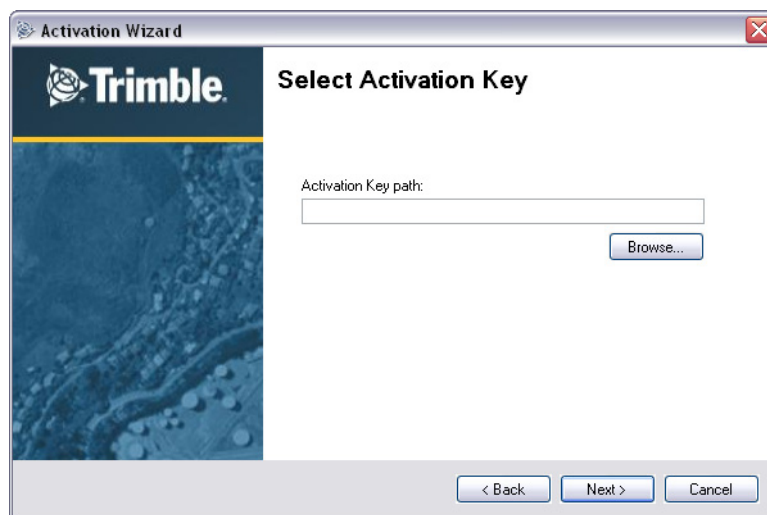 Activation Wizard
Trimble.
Select Activation Key
Activation Key path:
Browse...
< Back
Next >
Cancel